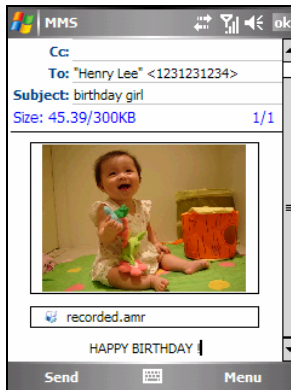 MMS ok
Cc:
To: "Henry Lee" <1231231234>
Subject: birthday girl
Size: 45.39/300KB 1/1
recorded.amr
HAPPY BIRTHDAY !
Send Menu